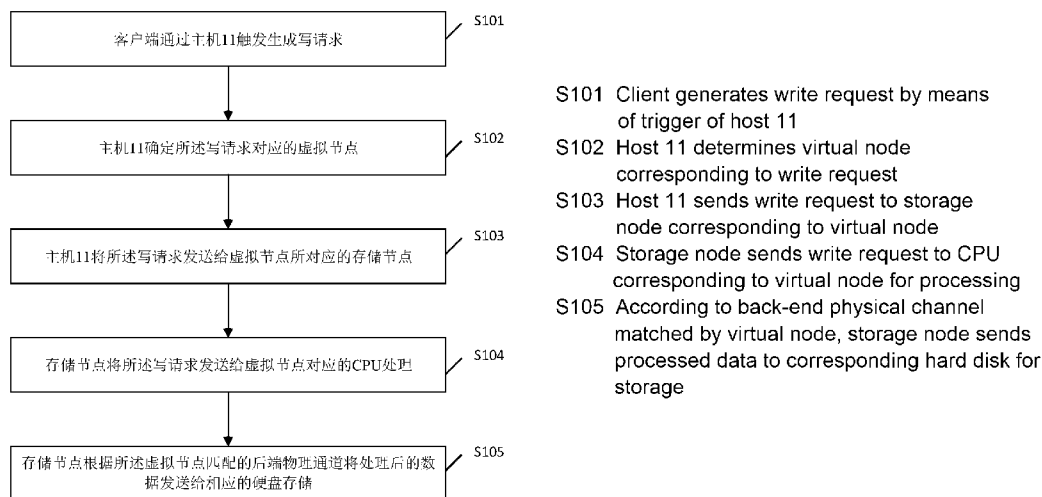 客户端通过主机11触发生成写请求
S101
主机11确定所述写请求对应的虚拟节点
S102
主机11将所述写请求发送给虚拟节点所对应的存储节点
S103
存储节点将所述写请求发送给虚拟节点对应的CPU处理
S104
存储节点根据所述虚拟节点匹配的后端物理通道将处理后的数
据发送给和应的硬盘存储
S105
S101 Client generates write request by means
of trigger of host 11
S102 Host 11 determines virtual node
corresponding to write request
S103 Host 11 sends write request to storage
node corresponding to virtual node
S104 Storage node sends write request to CPU
corresponding to virtual node for processing
S105 According to back-end physical channel
matched by virtual node, storage node sends
processed data to corresponding hard disk for
storage